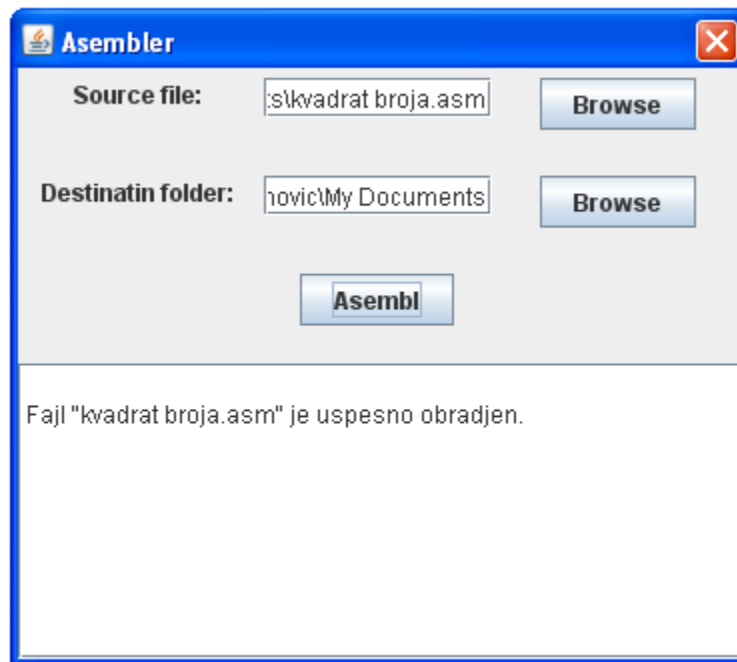 Asembler
Source file: :s\kvadrat broja.asm Browse
Destinatin folder: novic\My Documents Browse
Asembl
Fajl "kvadrat broja.asm" je uspesno obradjen.